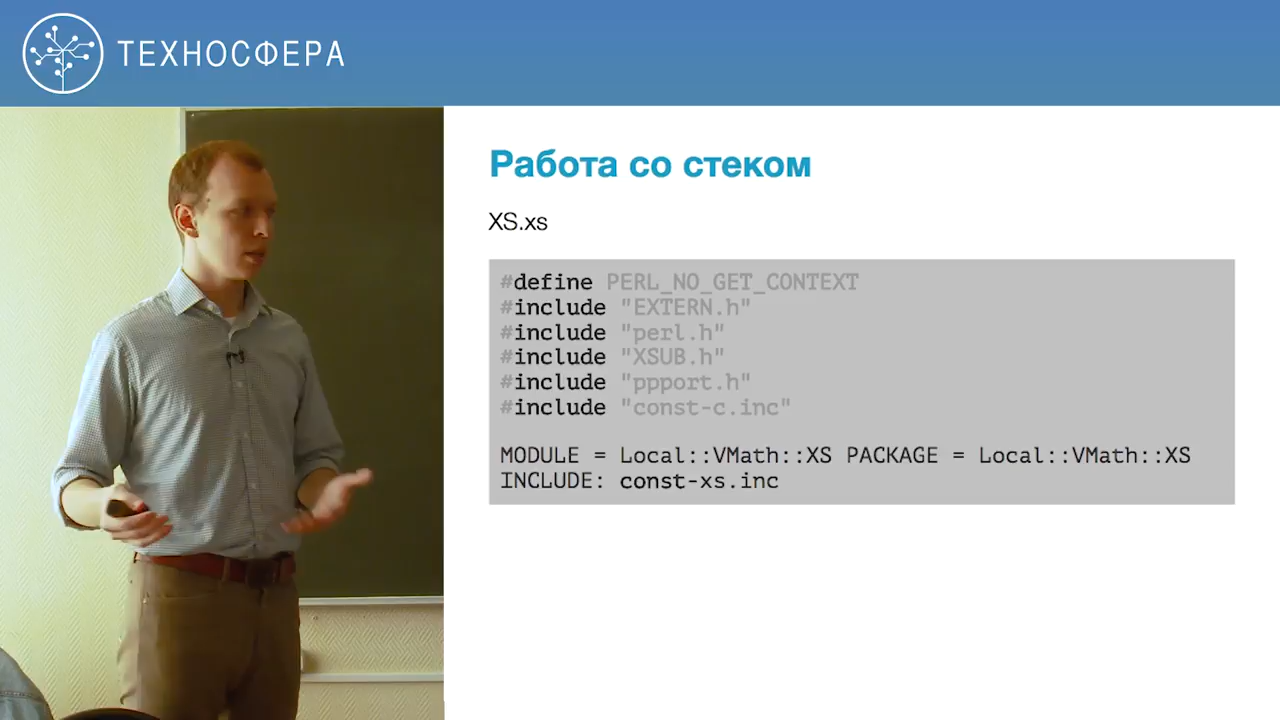 ТЕХНОСФЕРА
Работа со стеком
XS.xs
#define PERL_NO_GET_CONTEXT
#include "EXTERN.h"
#include "perl.h"
#include "XSUB.h"
#include "ppport.h"
#include "const-c.inc"
MODULE = Local::VMath::XS PACKAGE = Local::VMath::XS
INCLUDE: const-xs.inc